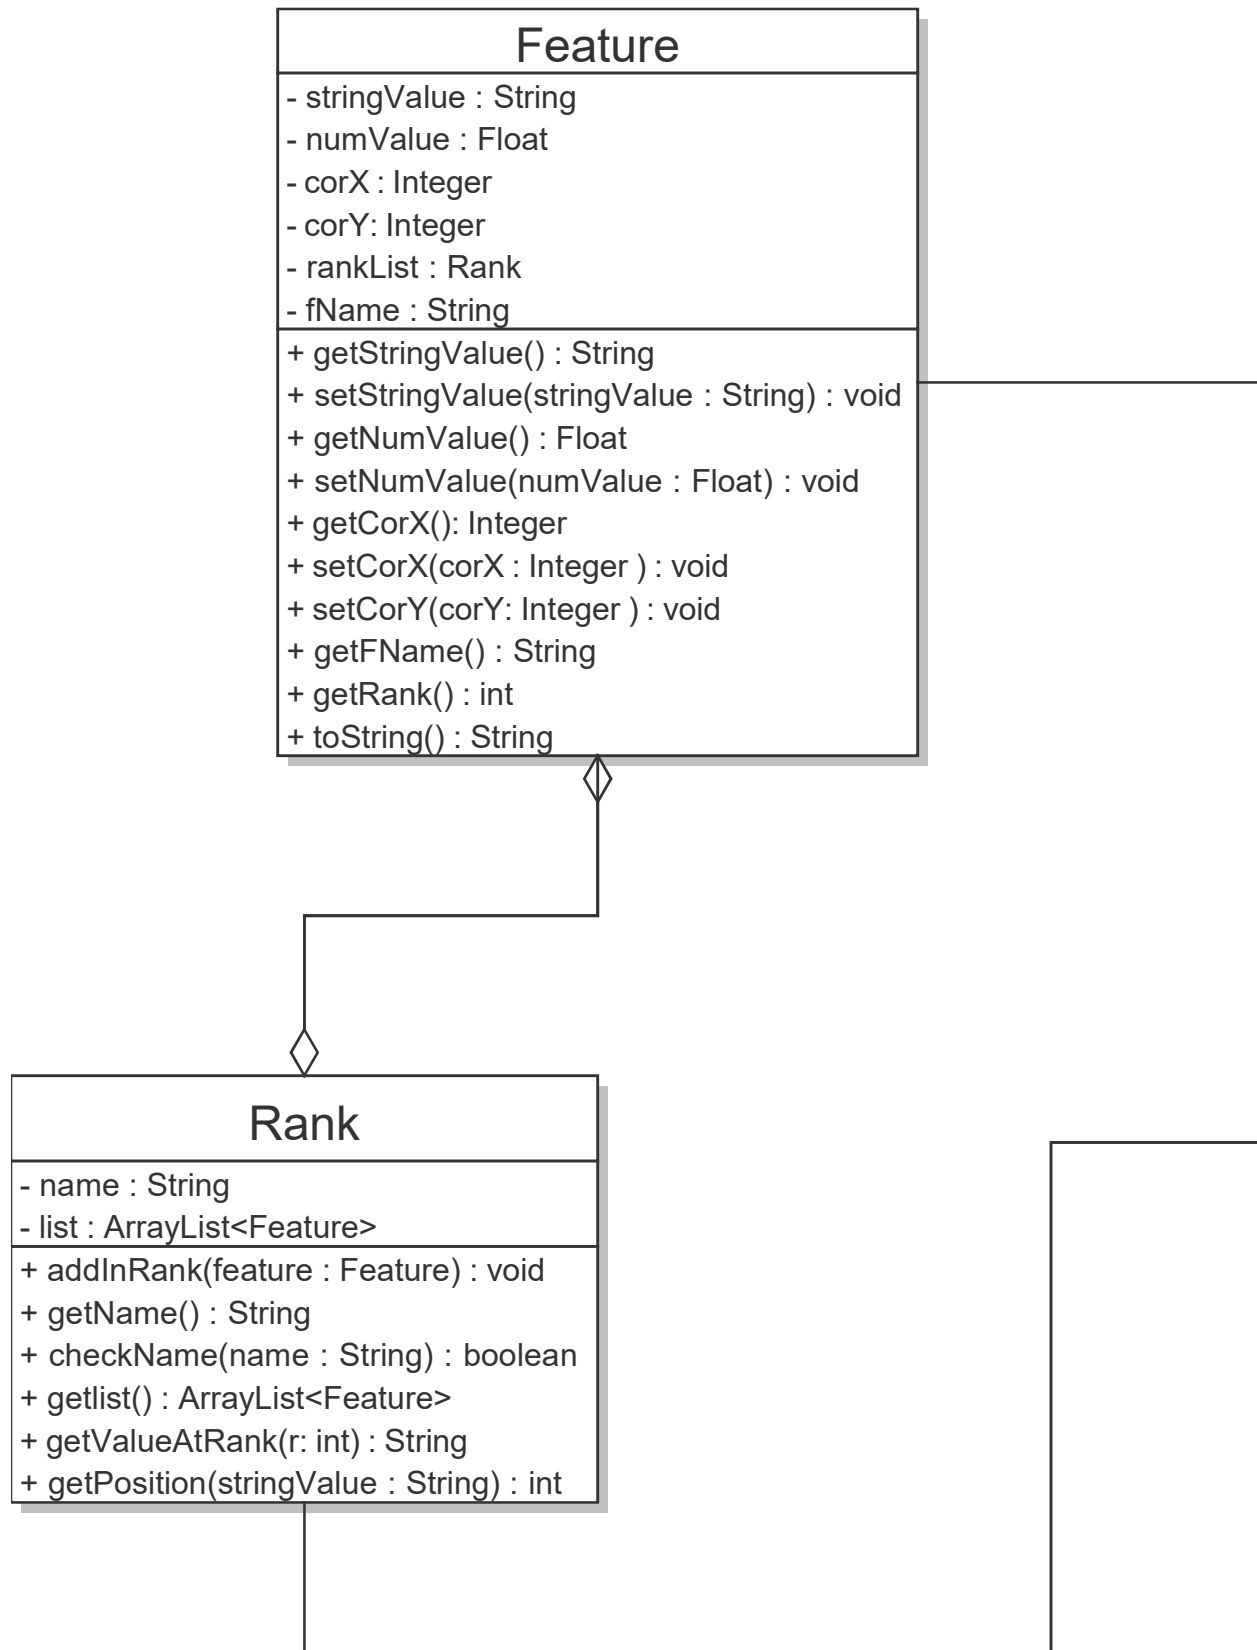 Feature
- stringValue : String
- numValue : Float
- corX : Integer
- corY: Integer
- rankList : Rank
- fName : String
+ getStringValue() : String
+ setStringValue(stringValue : String) : void
+ getNumValue() : Float
+ setNumValue(numValue : Float) : void
+ getCorX(): Integer
+ setCorX(corX : Integer ) : void
+ setCorY(corY: Integer ) : void
+ getFName() : String
+ getRank() : int
+ toString() : String
Rank
- name : String
- list : ArrayList<Feature>
+ addInRank(feature : Feature) : void
+ getName() : String
+ checkName(name : String) : boolean
+ getlist() : ArrayList<Feature>
+ getValueAtRank(r: int) : String
+ getPosition(stringValue : String) : int